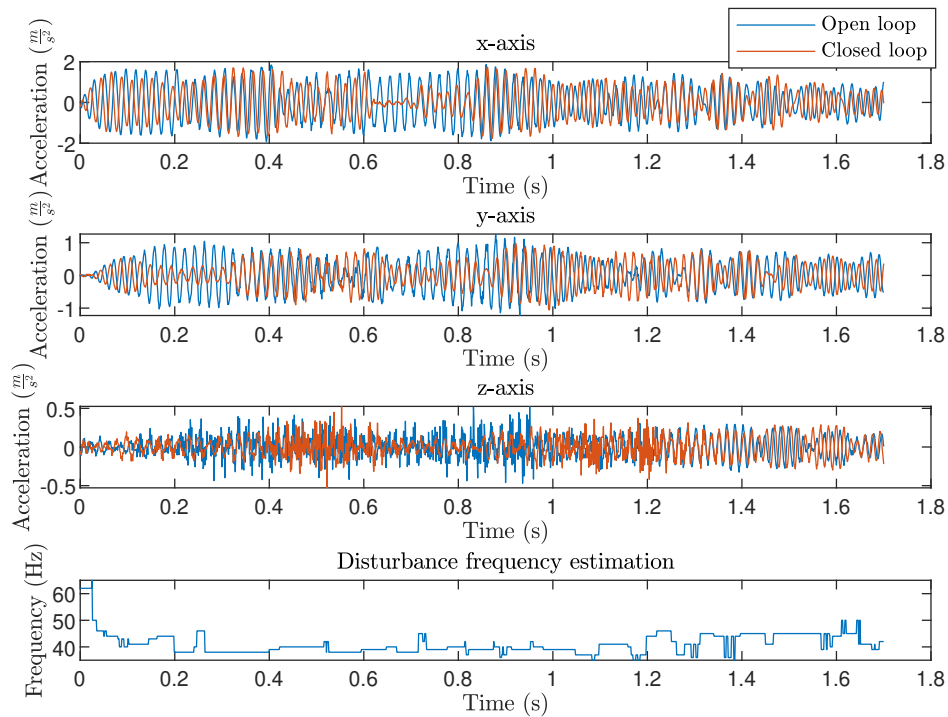 Open loop
Closed loop
x-axis
Acceleration (m/s²)
2
0
-2
0 0.2 0.4 0.6 0.8 1 1.2 1.4 1.6 1.8
Time (s)
y-axis
Acceleration (m/s²)
1
0
-1
0 0.2 0.4 0.6 0.8 1 1.2 1.4 1.6 1.8
Time (s)
z-axis
Acceleration (m/s²)
0.5
0
-0.5
0 0.2 0.4 0.6 0.8 1 1.2 1.4 1.6 1.8
Time (s)
Disturbance frequency estimation
Frequency (Hz)
60
50
40
0 0.2 0.4 0.6 0.8 1 1.2 1.4 1.6 1.8
Time (s)